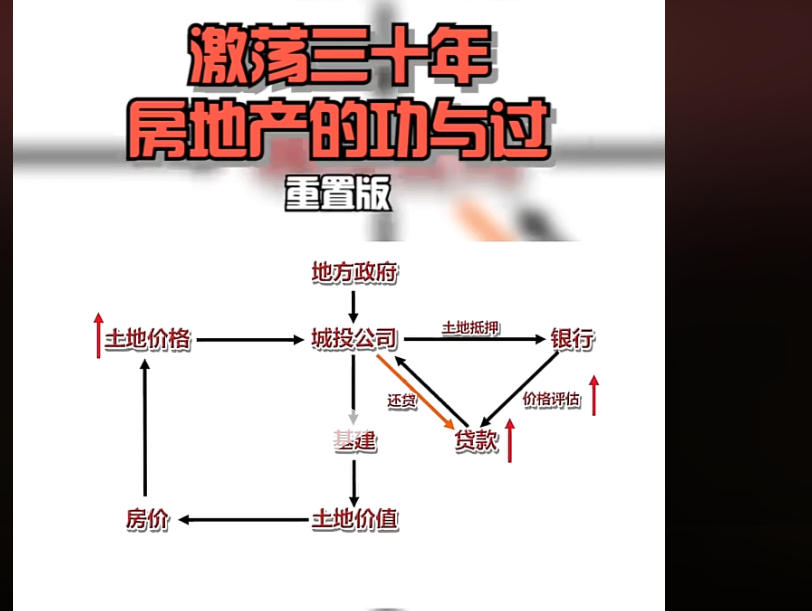 激荡三十年
房地产的功与过
重置版
地方政府
土地价格
城投公司
土地抵押
银行
还贷
价格评估
基建
贷款
房价
土地价值